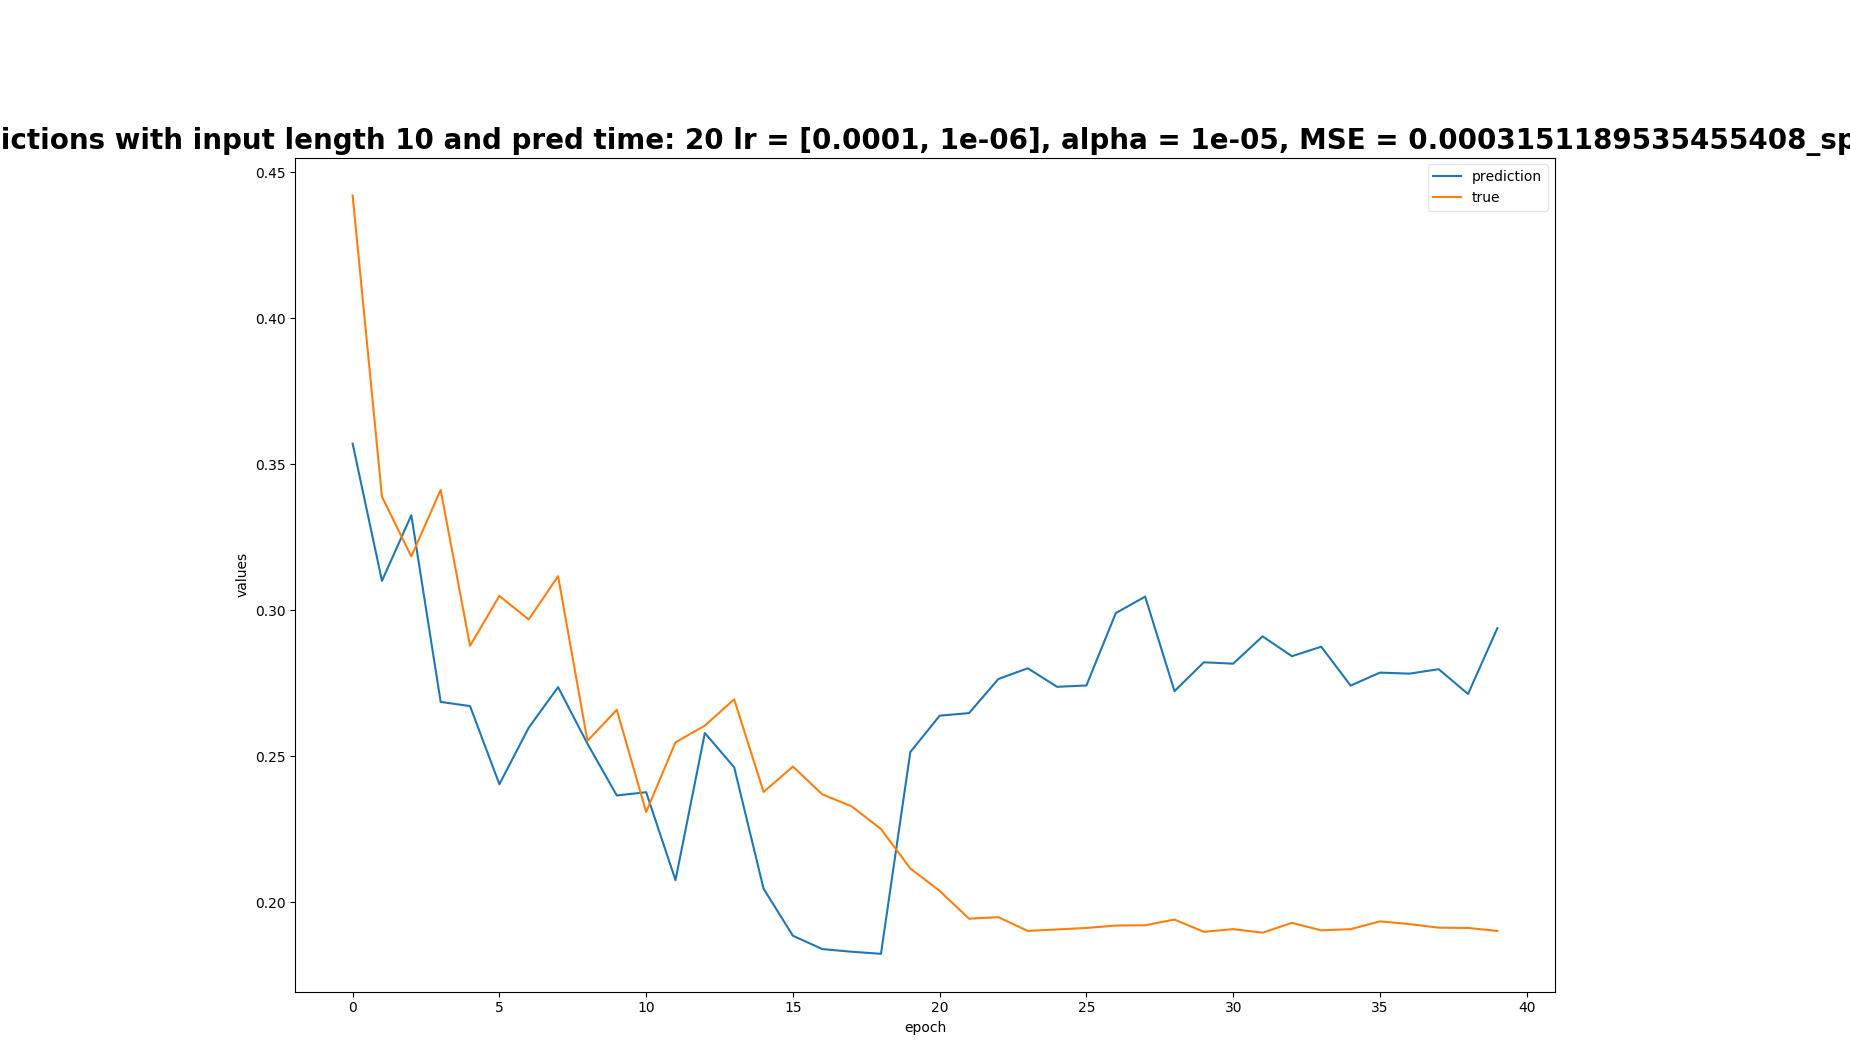 ictions with input length 10 and pred time: 20 lr = [0.0001, 1e-06], alpha = 1e-05, MSE = 0.0003151189535455408_sp
prediction
true
0.45
0.40
0.35
0.30
0.25
0.20
values
0 5 10 15 20 25 30 35 40
epoch